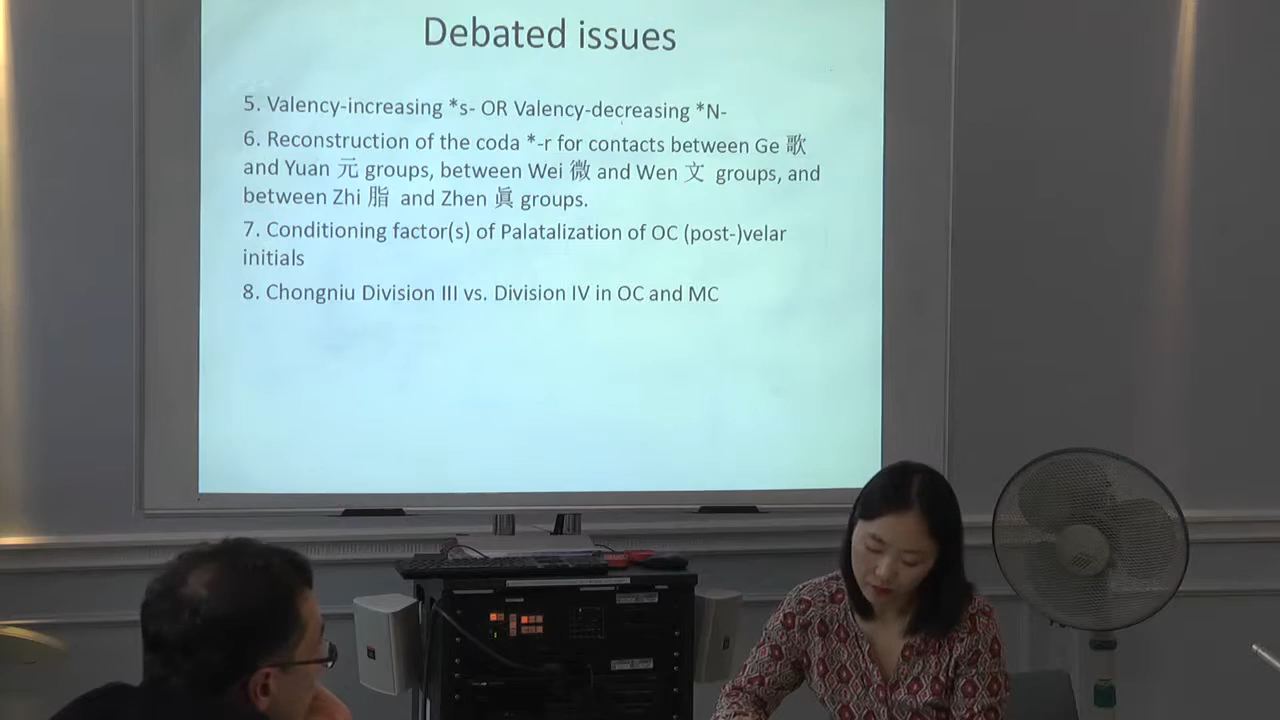 Debated issues
5. Valency-increasing *s- OR Valency-decreasing *N-
6. Reconstruction of the coda *-r for contacts between Ge 歌
and Yuan 元 groups, between Wei 微 and Wen 文 groups, and
between Zhi 脂 and Zhen 眞 groups.
7. Conditioning factor(s) of Palatalization of OC (post-)velar
initials
8. Chongniu Division III vs. Division IV in OC and MC